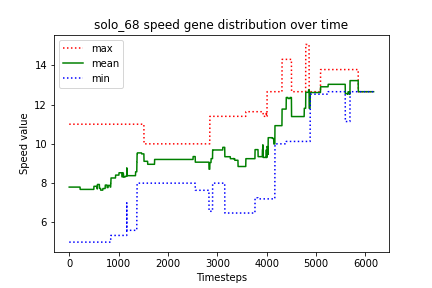 solo_68 speed gene distribution over time
max
mean
min
Speed value
14
12
10
8
6
0 1000 2000 3000 4000 5000 6000
Timesteps